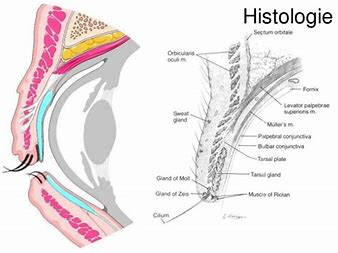 Histologie
Septum orbitale
Orbicularis
oculi m.
Fornix
Levator palpebrae
superioris m.
Sweat
gland
Müller's m.
Palpebral conjunctiva
Bulbar conjunctiva
Tarsal plate
Tarsal gland
Gland of Moll
Gland of Zeis
Muscle of Riolan
Cilium